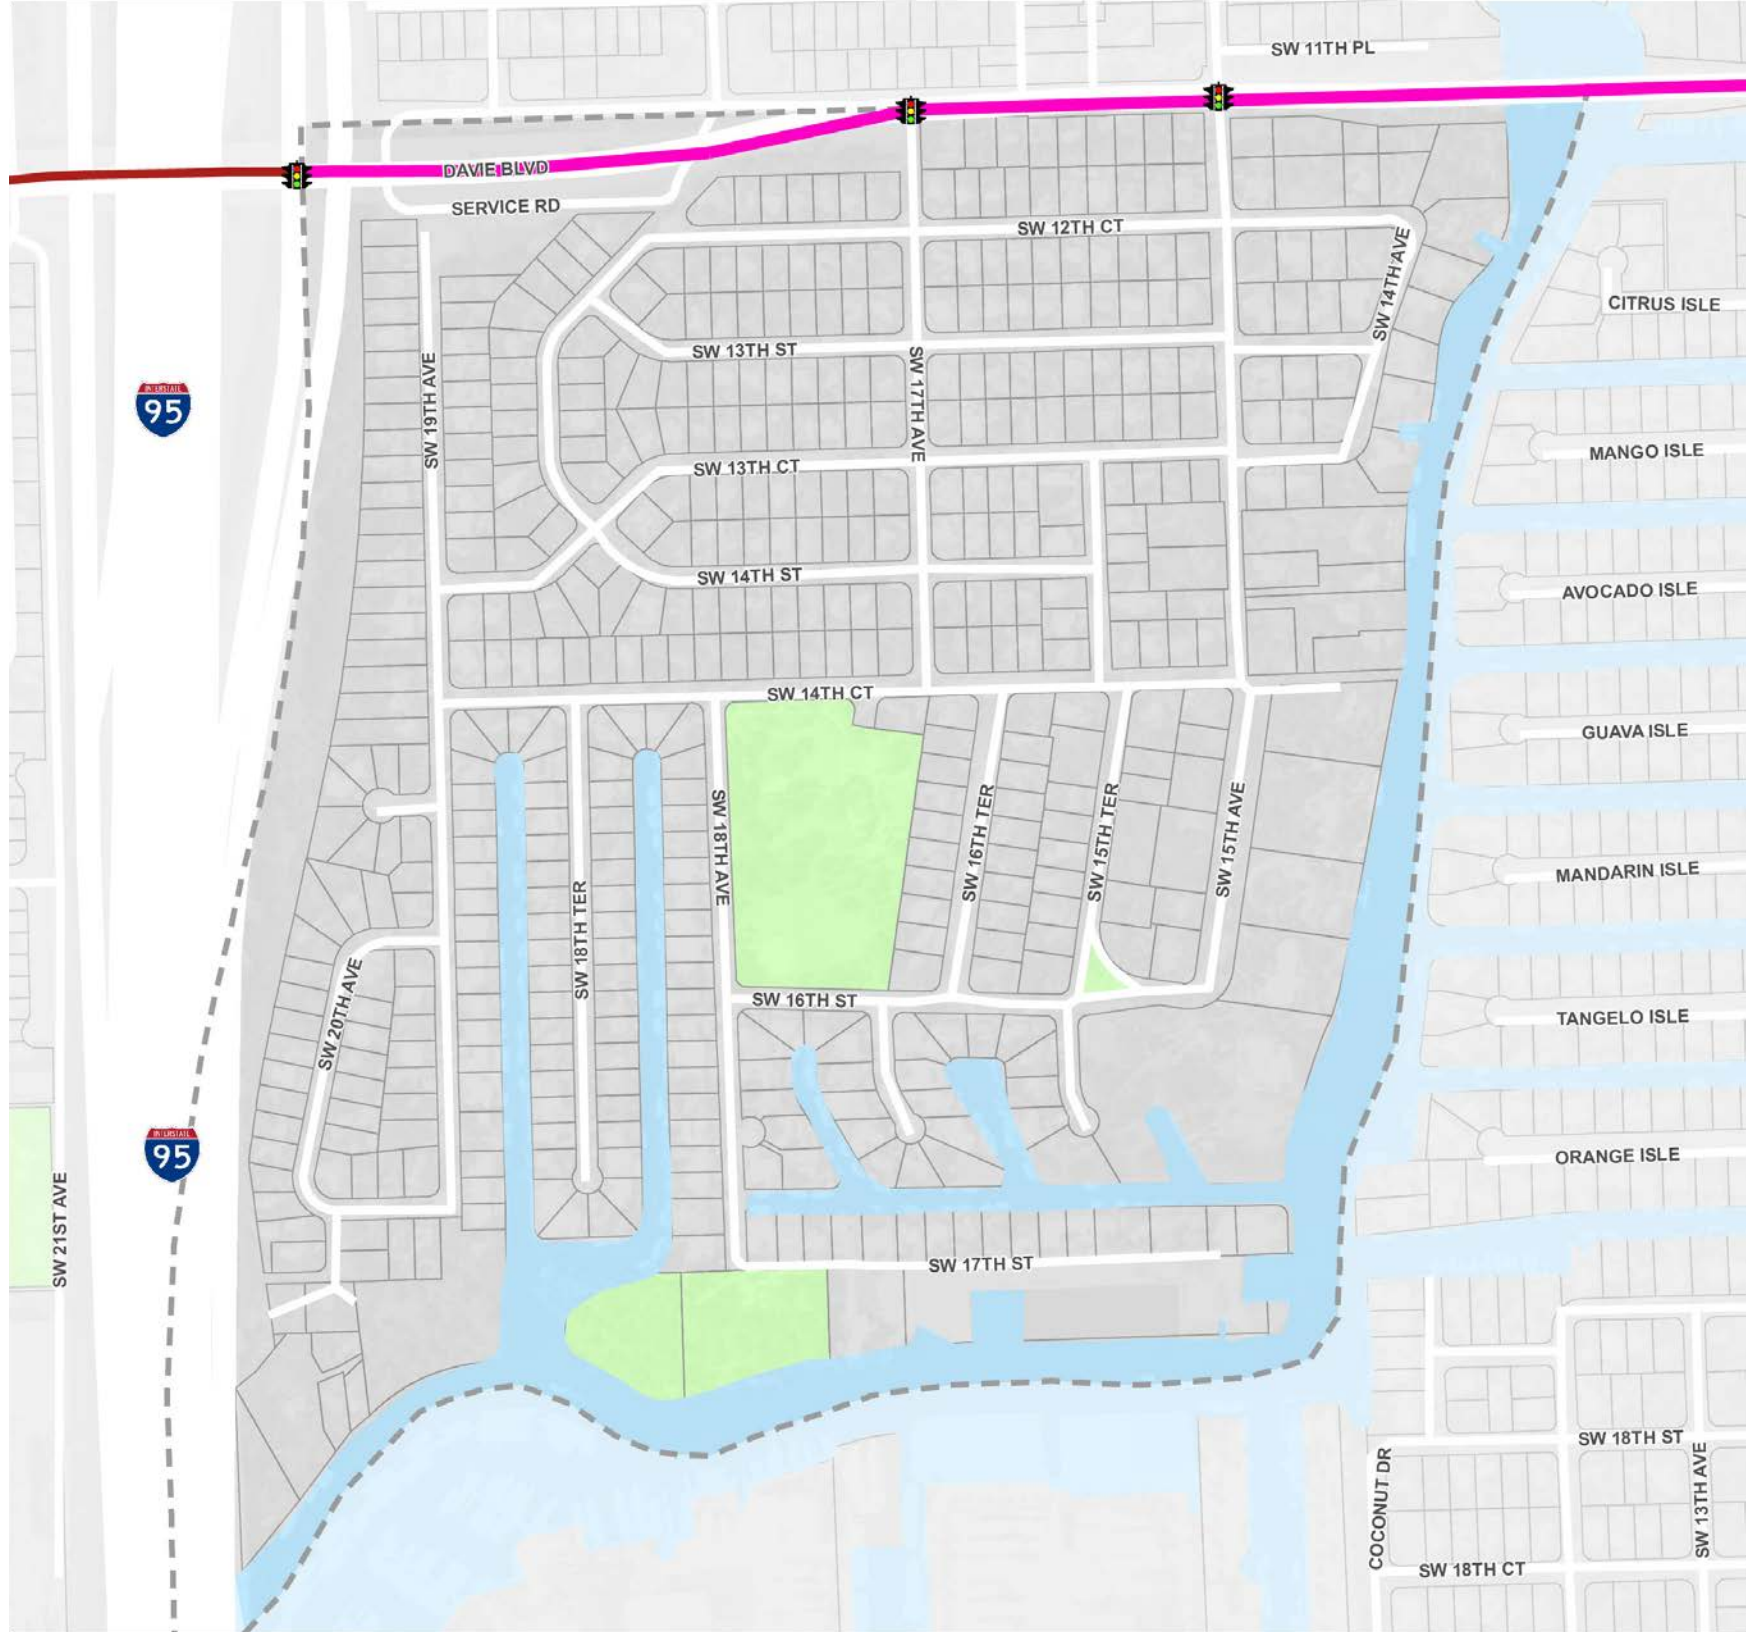 SW 11TH PL
DAVIE BLVD
SERVICE RD
SW 12TH CT
SW 14TH AVE
CITRUS ISLE
SW 13TH ST
SW 19TH AVE
SW 17TH AVE
INTERSTATE
95
MANGO ISLE
SW 13TH CT
SW 14TH ST
AVOCADO ISLE
SW 14TH CT
GUAVA ISLE
SW 18TH AVE
SW 16TH TER
SW 15TH TER
SW 15TH AVE
MANDARIN ISLE
SW 18TH TER
SW 20TH AVE
SW 16TH ST
TANGELO ISLE
INTERSTATE
95
ORANGE ISLE
SW 21ST AVE
SW 17TH ST
SW 18TH ST
COCONUT DR
SW 13TH AVE
SW 18TH CT